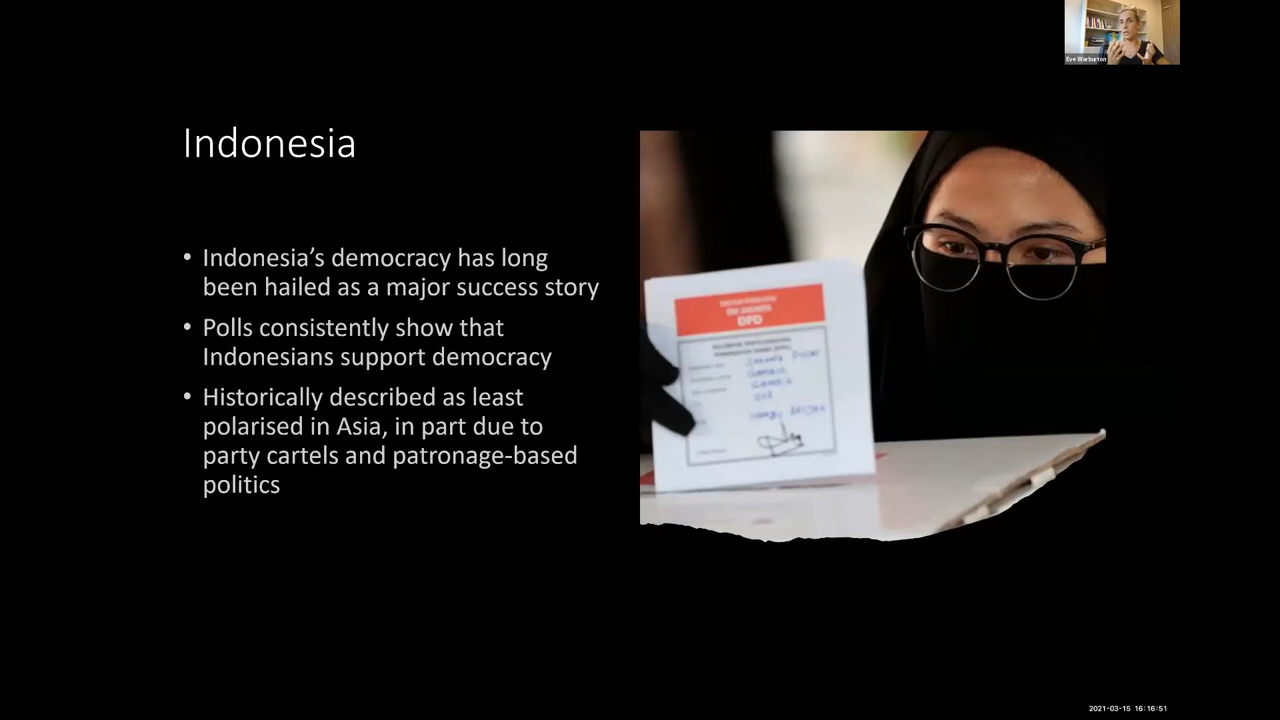 Eve Warburton
Indonesia
• Indonesia’s democracy has long
been hailed as a major success story
• Polls consistently show that
Indonesians support democracy
• Historically described as least
polarised in Asia, in part due to
party cartels and patronage-based
politics
DPD
2021-03-15 16:16:51